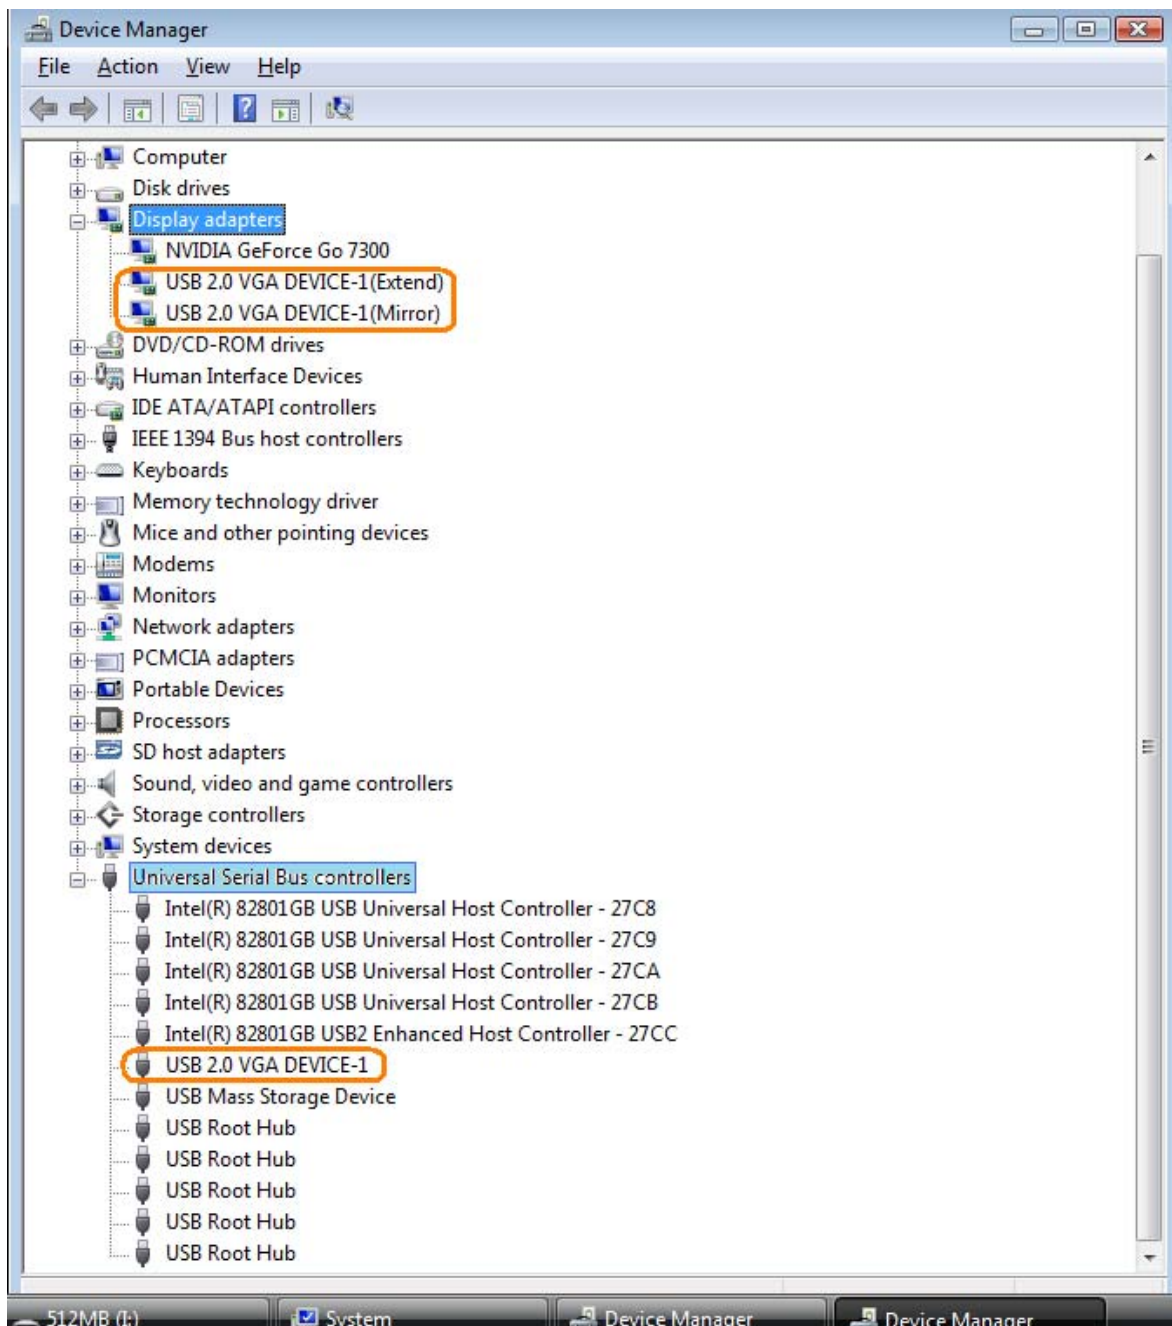 Device Manager
File Action View Help
Computer
Disk drives
Display adapters
NVIDIA GeForce Go 7300
USB 2.0 VGA DEVICE-1(Extend)
USB 2.0 VGA DEVICE-1(Mirror)
DVD/CD-ROM drives
Human Interface Devices
IDE ATA/ATAPI controllers
IEEE 1394 Bus host controllers
Keyboards
Memory technology driver
Mice and other pointing devices
Modems
Monitors
Network adapters
PCMCIA adapters
Portable Devices
Processors
SD host adapters
Sound, video and game controllers
Storage controllers
System devices
Universal Serial Bus controllers
Intel(R) 82801GB USB Universal Host Controller - 27C8
Intel(R) 82801GB USB Universal Host Controller - 27C9
Intel(R) 82801GB USB Universal Host Controller - 27CA
Intel(R) 82801GB USB Universal Host Controller - 27CB
Intel(R) 82801GB USB2 Enhanced Host Controller - 27CC
USB 2.0 VGA DEVICE-1
USB Mass Storage Device
USB Root Hub
USB Root Hub
USB Root Hub
USB Root Hub
USB Root Hub
512MB (I:) System Device Manager Device Manager